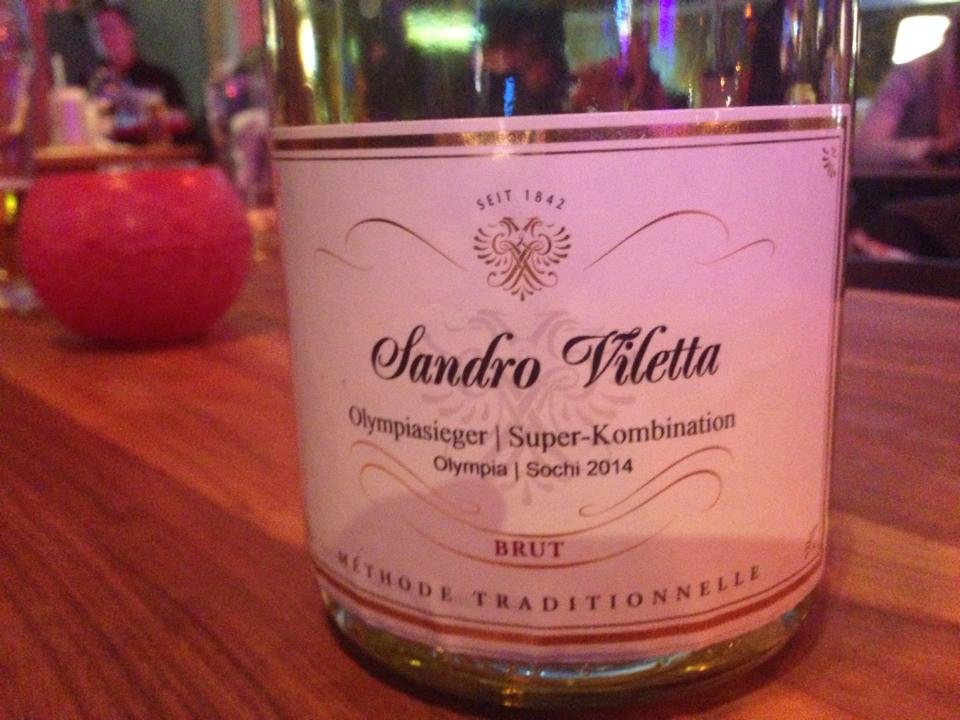 SEIT 1842
Sandro Viletta
Olympiasieger | Super-Kombination
Olympia | Sochi 2014
BRUT
MÉTHODE TRADITIONNELLE